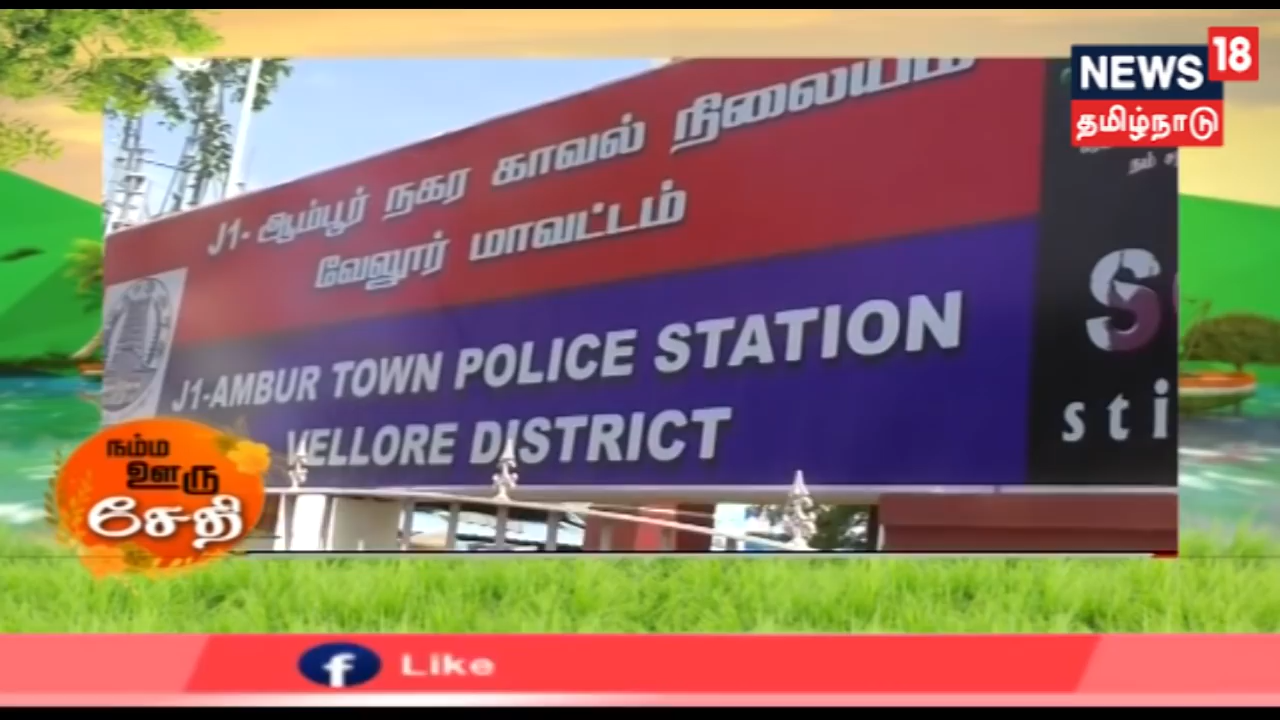 NEWS 18
தமிழ்நாடு
J1-ஆம்பூர் நகர காவல் நிலையம்
வேலூர் மாவட்டம்
J1-AMBUR TOWN POLICE STATION
VELLORE DISTRICT
sti
நம்ம
ஊரு
சேதி
Like